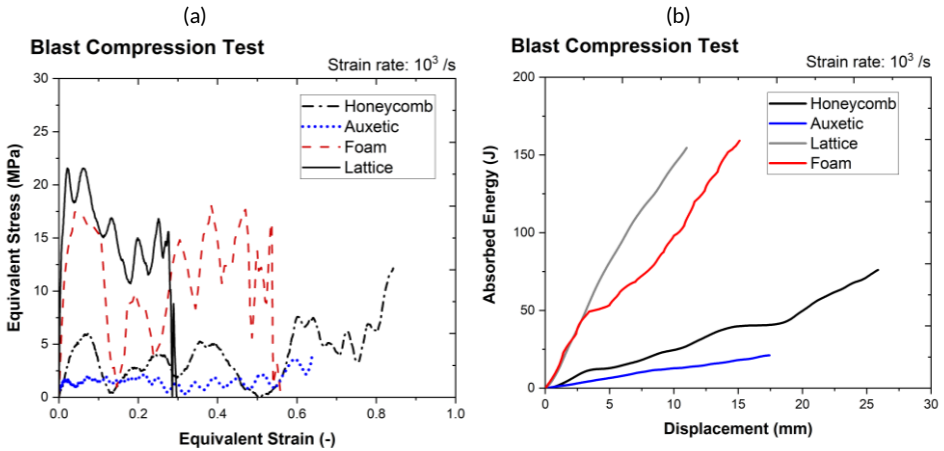 (a)
Blast Compression Test
Strain rate: 10³ /s
Honeycomb
Auxetic
Foam
Lattice
Equivalent Stress (MPa)
30
25
20
15
10
5
0
0.0 0.2 0.4 0.6 0.8 1.0
Equivalent Strain (-)
(b)
Blast Compression Test
Strain rate: 10³ /s
Honeycomb
Auxetic
Lattice
Foam
Absorbed Energy (J)
200
150
100
50
0
0 5 10 15 20 25 30
Displacement (mm)